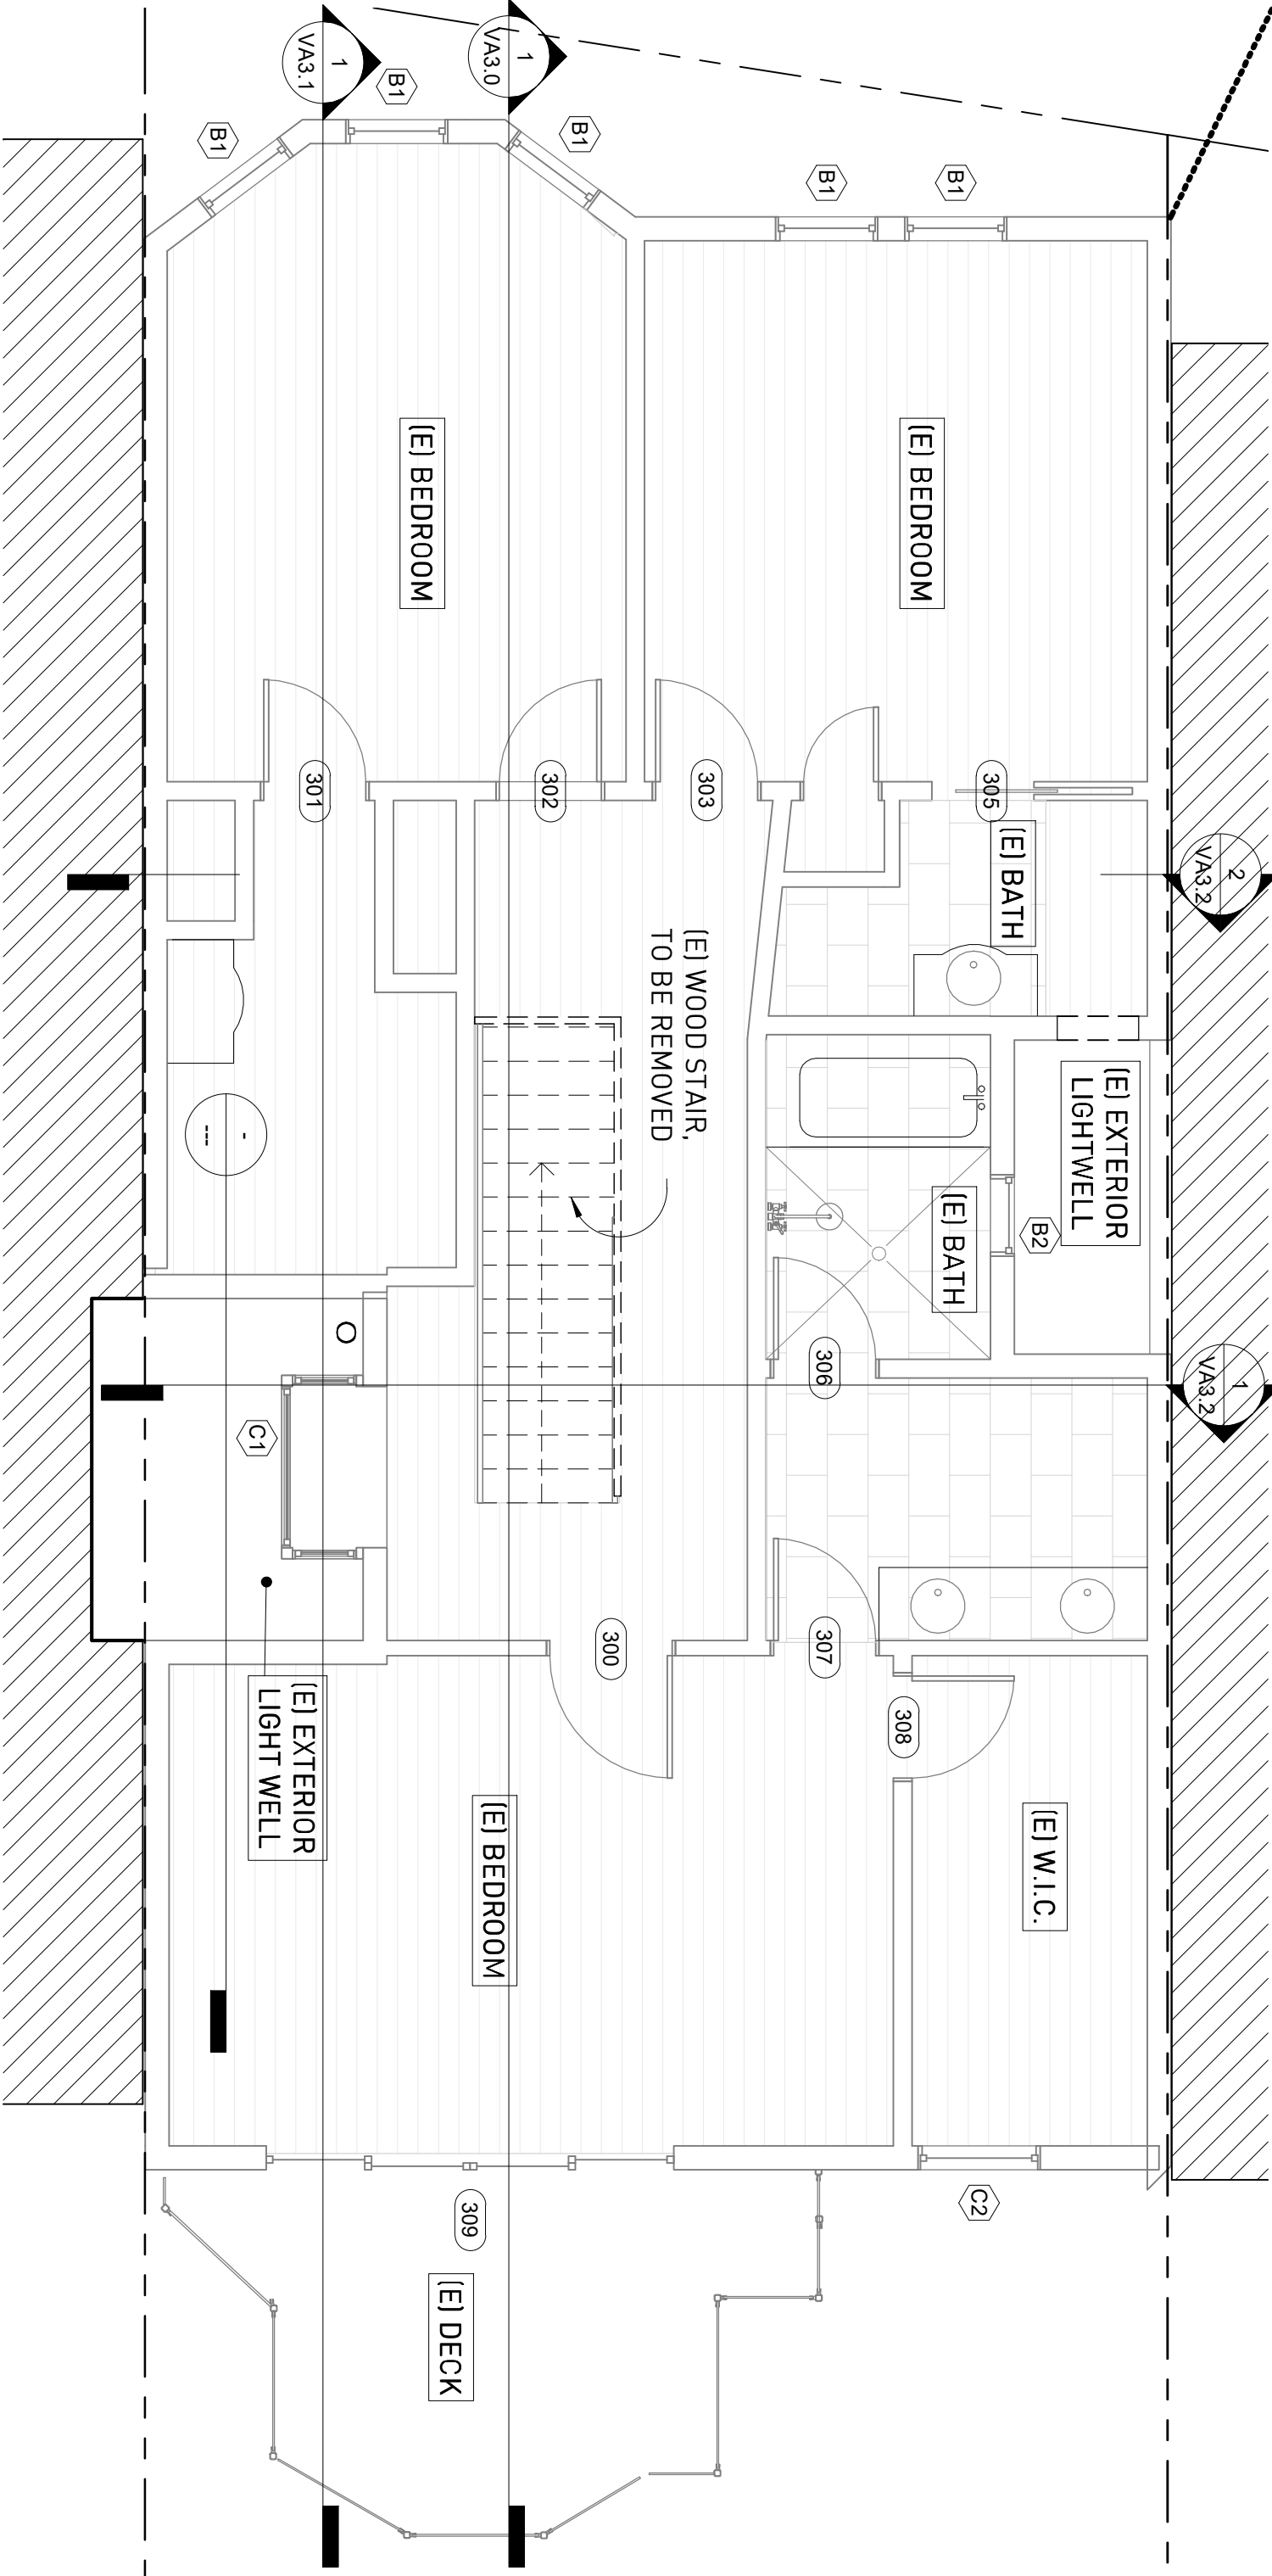 1
VA3.1
1
VA3.0
B1
B1
B1
B1
B1
(E) BEDROOM
(E) BEDROOM
301
302
303
305
(E) BATH
2
VA3.2
(E) WOOD STAIR,
TO BE REMOVED
(E) EXTERIOR
LIGHTWELL
-
---
(E) BATH
B2
306
1
VA3.2
C1
300
307
308
(E) EXTERIOR
LIGHT WELL
(E) BEDROOM
(E) W.I.C.
309
C2
(E) DECK